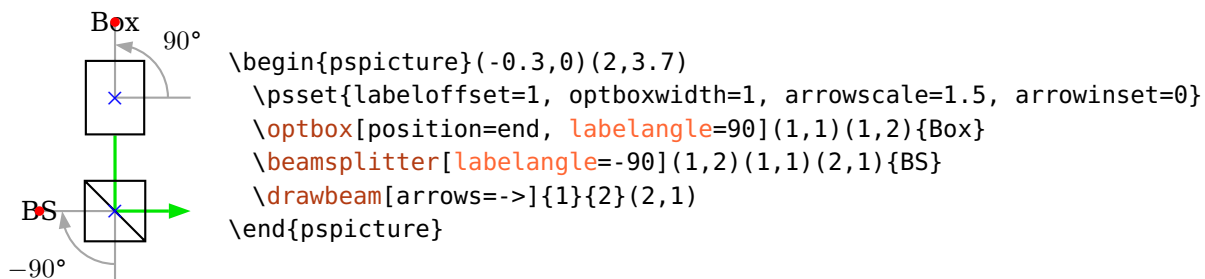 Box
90°
BS
−90°
\begin{pspicture}(-0.3,0)(2,3.7)
  \psset{labeloffset=1, optboxwidth=1, arrowscale=1.5, arrowinset=0}
  \optbox[position=end, labelangle=90](1,1)(1,2){Box}
  \beamsplitter[labelangle=-90](1,2)(1,1)(2,1){BS}
  \drawbeam[arrows=->]{1}{2}(2,1)
\end{pspicture}